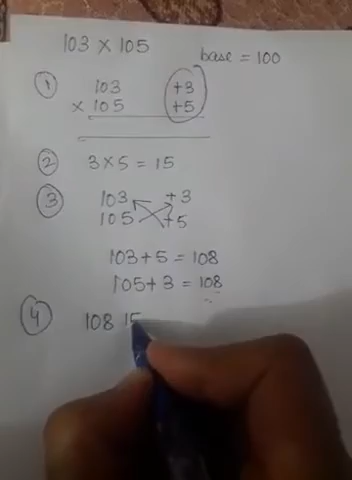 103 × 105
base = 100
① 103 +3
× 105 +5
② 3×5 = 15
③ 103 +3
105 +5
103+5 = 108
105+3 = 108
④ 108 15